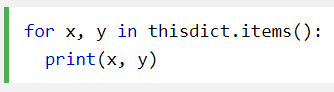 for x, y in thisdict.items():
  print(x, y)